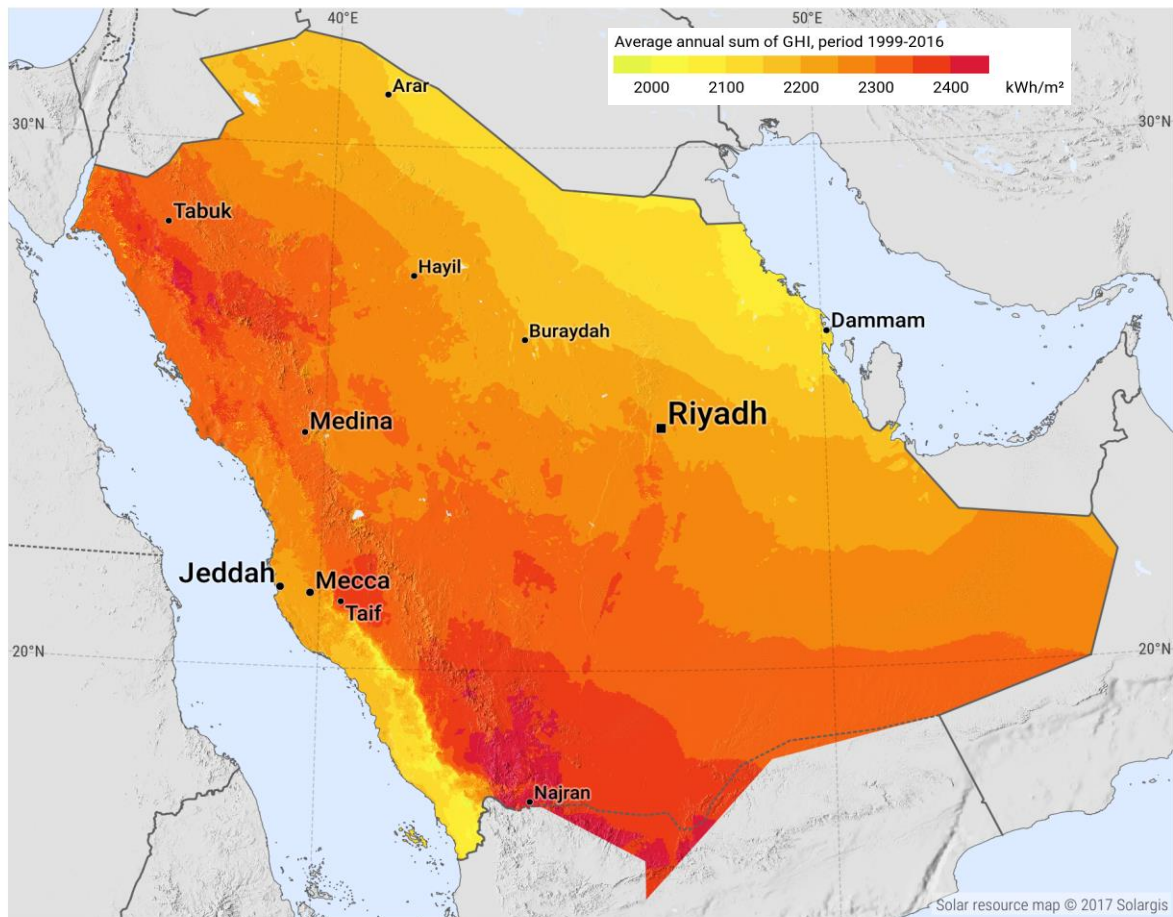 40°E
50°E
Average annual sum of GHI, period 1999-2016
2000 2100 2200 2300 2400 kWh/m²
Arar
30°N
30°N
Tabuk
Hayil
Buraydah
Dammam
Medina
Riyadh
Jeddah
Mecca
Taif
20°N
20°N
Najran
Solar resource map © 2017 Solargis